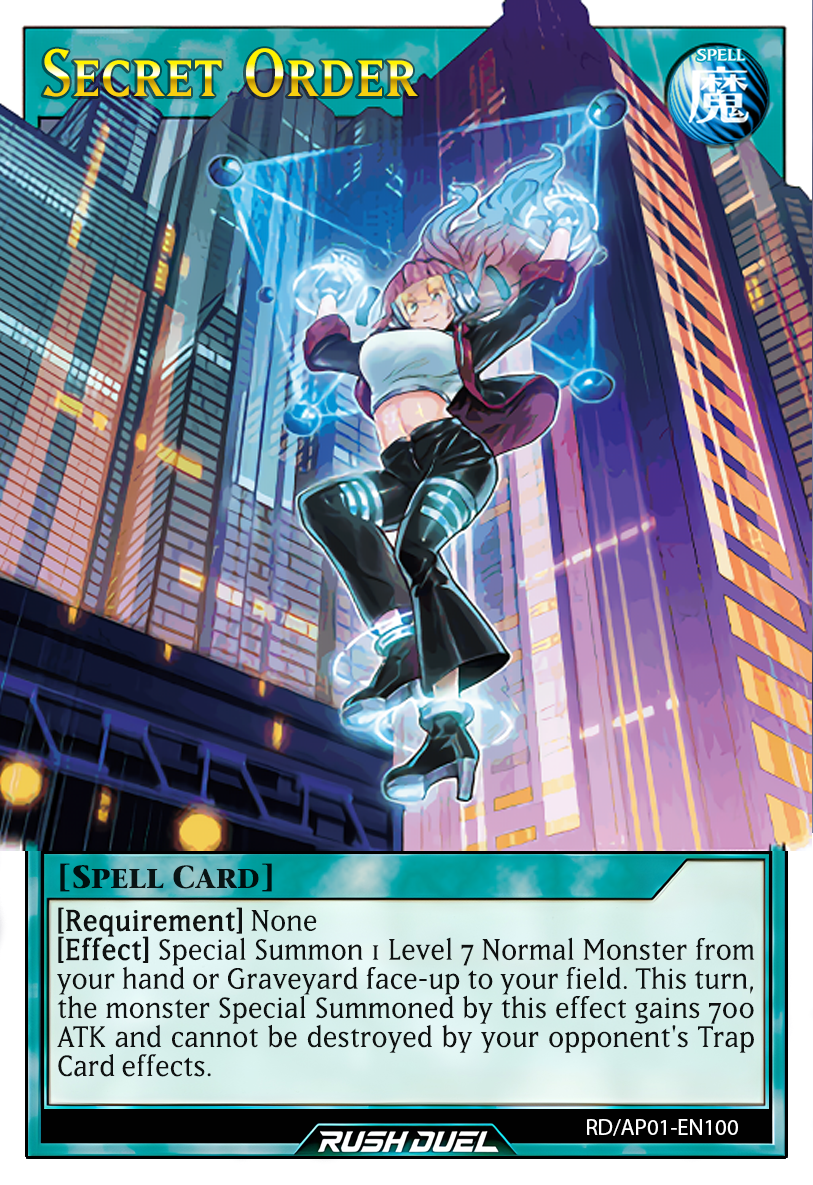 Secret Order
SPELL
魔
[Spell Card]
[Requirement] None
[Effect] Special Summon 1 Level 7 Normal Monster from
your hand or Graveyard face-up to your field. This turn,
the monster Special Summoned by this effect gains 700
ATK and cannot be destroyed by your opponent's Trap
Card effects.
RD/AP01-EN100
RUSH DUEL